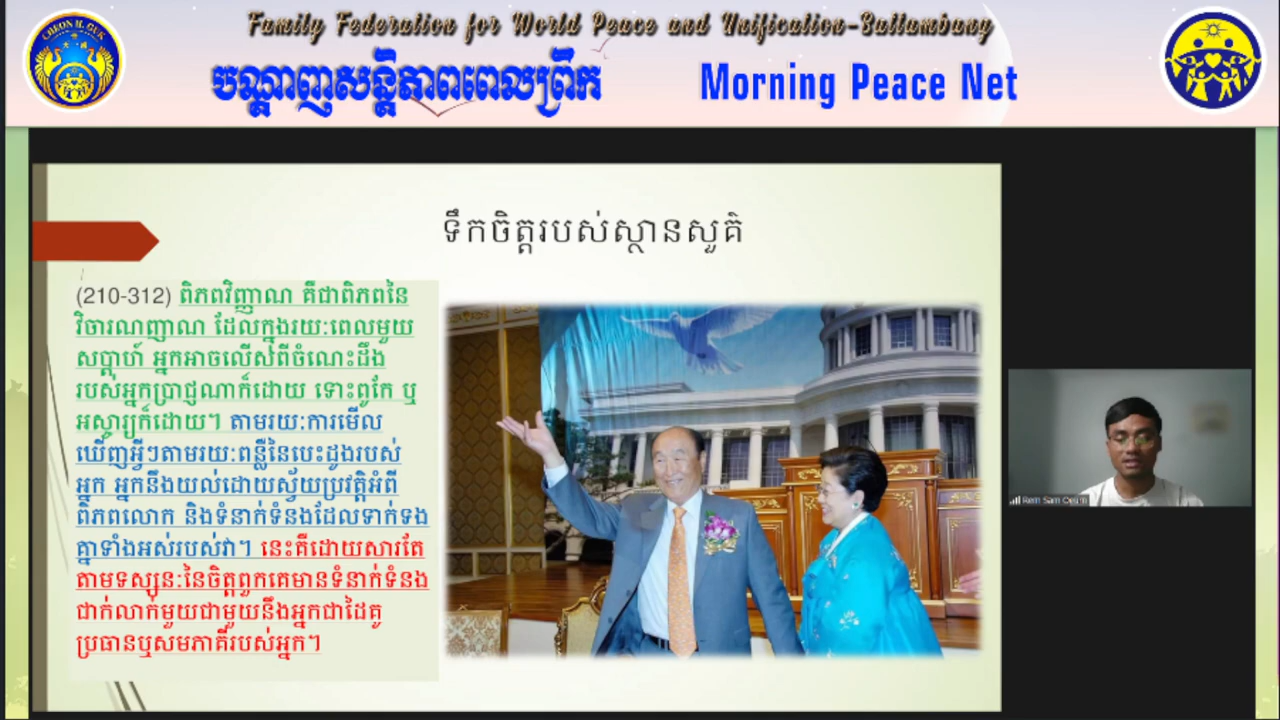 Family Federation for World Peace and Unification-Battambang
បណ្តាញសន្តិភាពពេលព្រឹក
Morning Peace Net
CHEON IL GUK
ទឹកចិត្តរបស់ស្ថានសួគ៌
(210-312) ពិភពវិញ្ញាណ គឺជាពិភពនៃ
វិចារណញាណ ដែលក្នុងរយៈពេលមួយ
សប្តាហ៍ អ្នកអាចលើសពីចំណេះដឹង
របស់អ្នកប្រាជ្ញណាក៏ដោយ ទោះពូកែ ឬ
អស្ចារ្យក៏ដោយ។ តាមរយៈការមើល
ឃើញអ្វីៗតាមរយៈពន្លឺនៃបេះដូងរបស់
អ្នក អ្នកនឹងយល់ដោយស្វ័យប្រវត្តិអំពី
ពិភពលោក និងទំនាក់ទំនងដែលទាក់ទង
គ្នាទាំងអស់របស់វា។ នេះគឺដោយសារតែ
តាមទស្សនៈនៃចិត្តពួកគេមានទំនាក់ទំនង
ជាក់លាក់មួយជាមួយនឹងអ្នកជាដៃគូ
ប្រធានឬសមភាគីរបស់អ្នក។
Rem Sam Oeurn